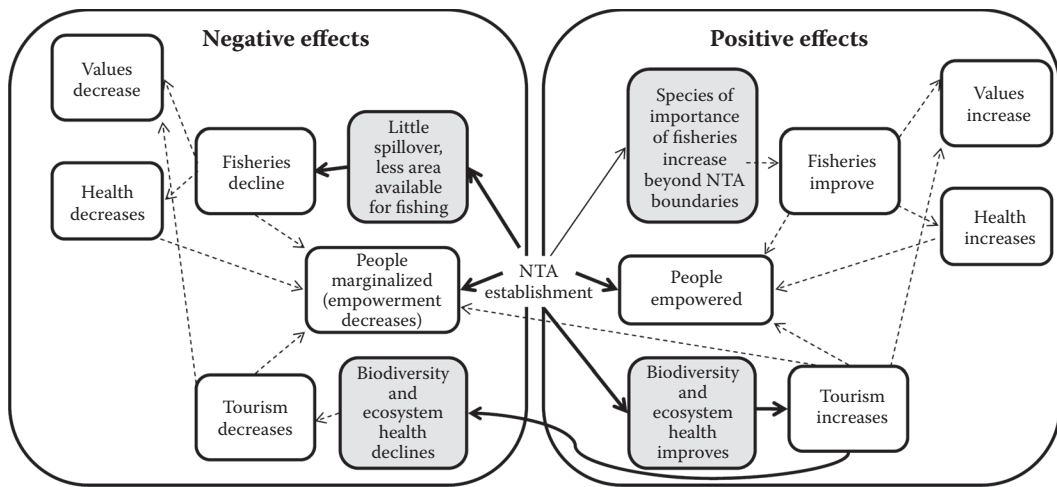 Negative effects
Values
decrease
Fisheries
decline
Little
spillover,
less area
available
for fishing
Health
decreases
People
marginalized
(empowerment
decreases)
Tourism
decreases
Biodiversity
and
ecosystem
health
declines
NTA
establishment
Positive effects
Species of
importance
of fisheries
increase
beyond NTA
boundaries
Fisheries
improve
Values
increase
Health
increases
People
empowered
Biodiversity
and
ecosystem
health
improves
Tourism
increases